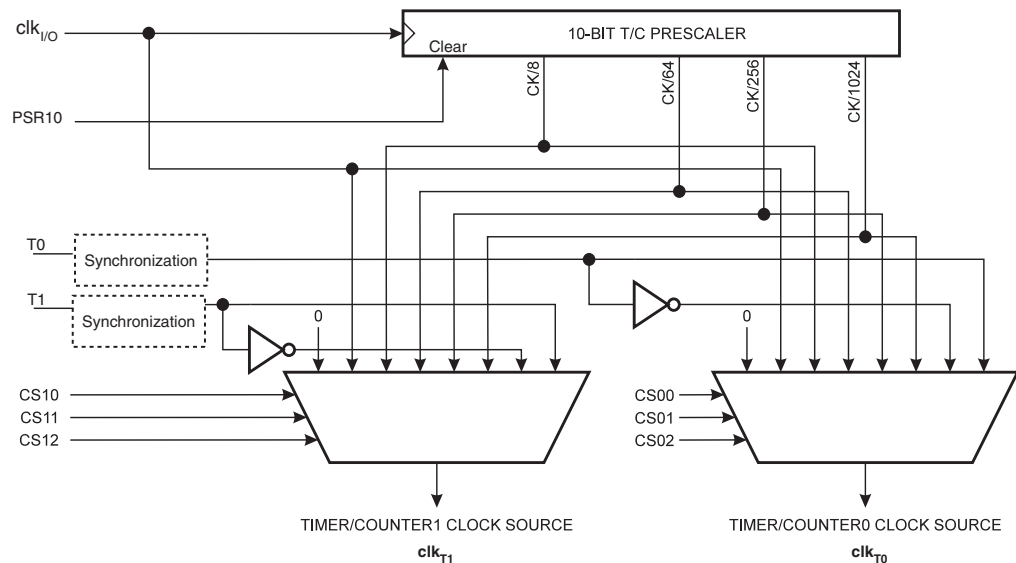 clkI/O
10-BIT T/C PRESCALER
Clear
PSR10
CK/8
CK/64
CK/256
CK/1024
T0
Synchronization
T1
Synchronization
0
0
CS10
CS11
CS12
CS00
CS01
CS02
TIMER/COUNTER1 CLOCK SOURCE
clkT1
TIMER/COUNTER0 CLOCK SOURCE
clkT0